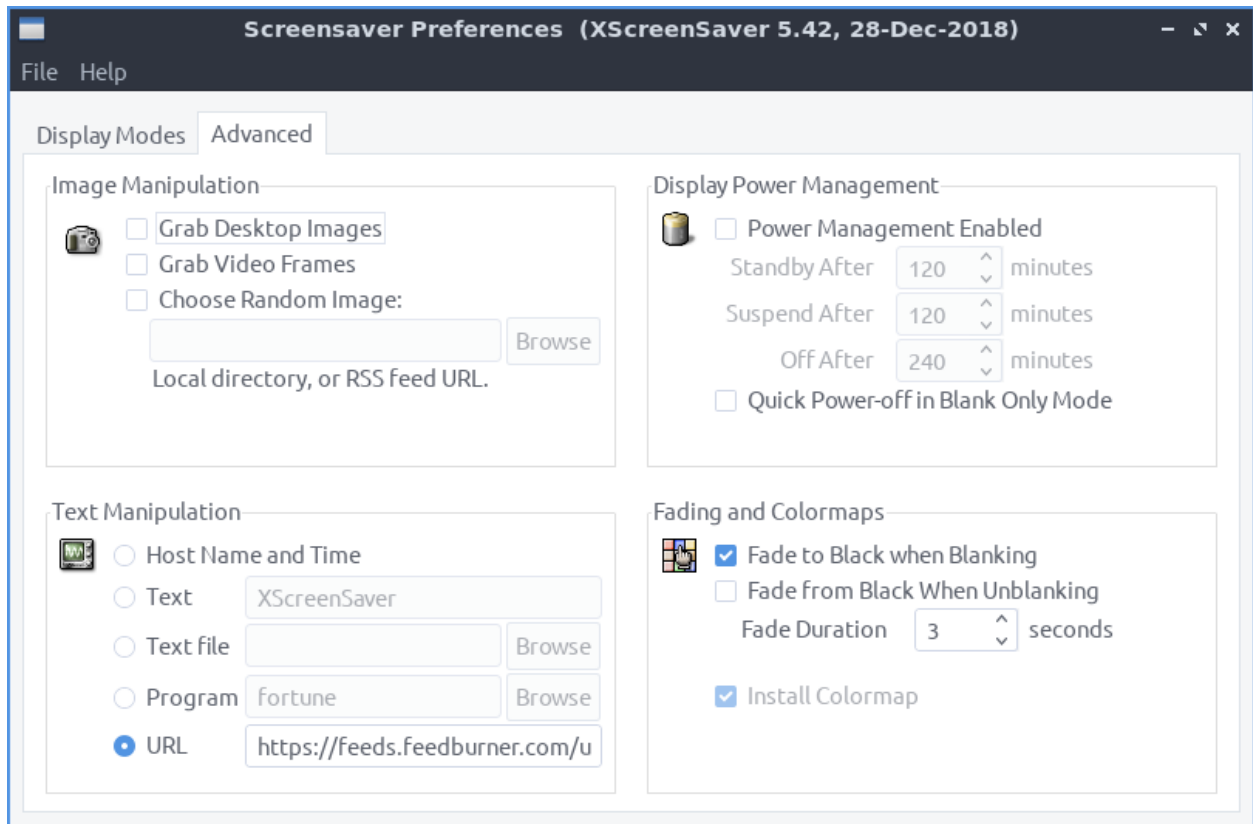 Screensaver Preferences (XScreenSaver 5.42, 28-Dec-2018)
File Help
Display Modes Advanced
Image Manipulation
Grab Desktop Images
Grab Video Frames
Choose Random Image:
Browse
Local directory, or RSS feed URL.
Display Power Management
Power Management Enabled
Standby After 120 minutes
Suspend After 120 minutes
Off After 240 minutes
Quick Power-off in Blank Only Mode
Text Manipulation
Host Name and Time
Text XScreenSaver
Text file Browse
Program fortune Browse
URL https://feeds.feedburner.com/u
Fading and Colormaps
Fade to Black when Blanking
Fade from Black When Unblanking
Fade Duration 3 seconds
Install Colormap